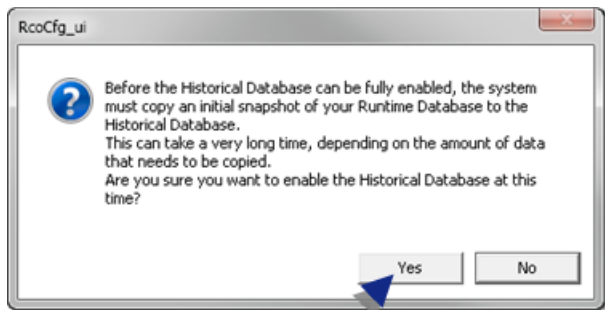 RcoCfg_ui
Before the Historical Database can be fully enabled, the system
must copy an initial snapshot of your Runtime Database to the
Historical Database.
This can take a very long time, depending on the amount of data
that needs to be copied.
Are you sure you want to enable the Historical Database at this
time?
Yes
No